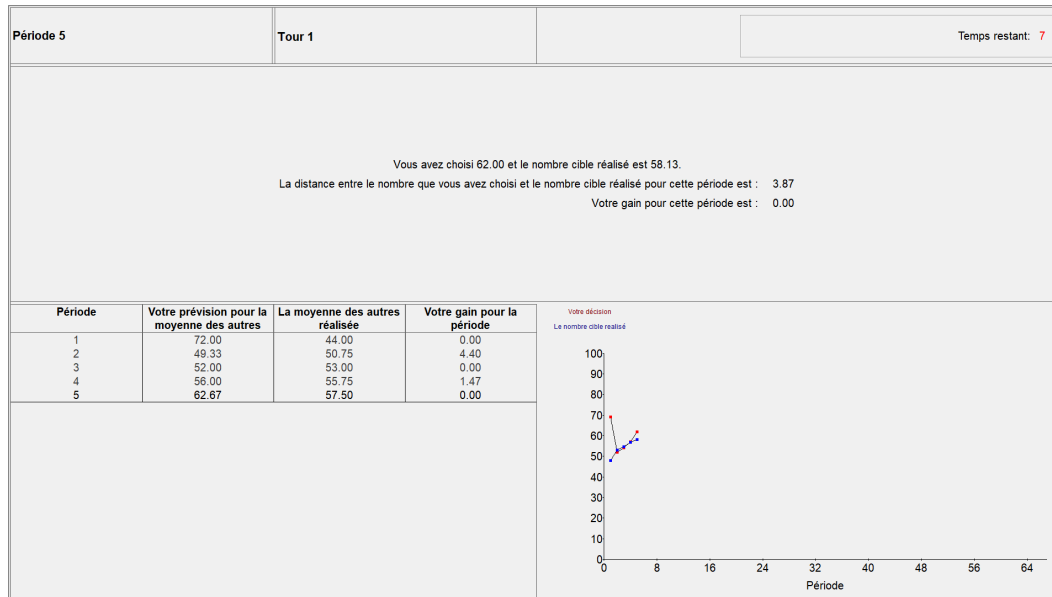 Période 5
Tour 1
Temps restant: 7
Vous avez choisi 62.00 et le nombre cible réalisé est 58.13.
La distance entre le nombre que vous avez choisi et le nombre cible réalisé pour cette période est : 3.87
Votre gain pour cette période est : 0.00
Période Votre prévision pour la moyenne des autres La moyenne des autres réalisée Votre gain pour la période
1 72.00 44.00 0.00
2 49.33 50.75 4.40
3 52.00 53.00 0.00
4 56.00 55.75 1.47
5 62.67 57.50 0.00
Votre décision
Le nombre cible realisé
100
90
80
70
60
50
40
30
20
10
0
0 8 16 24 32 40 48 56 64
Période